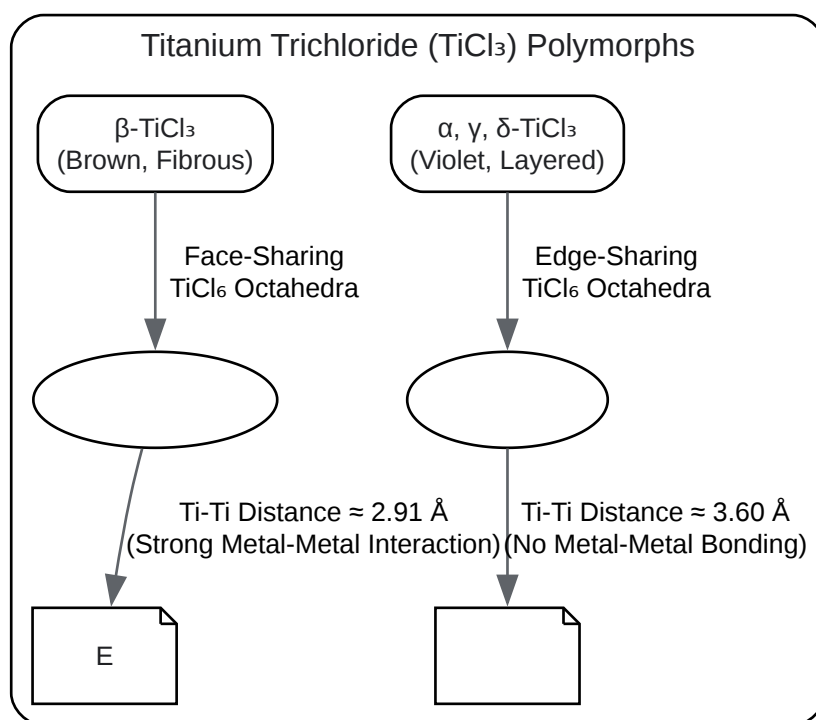 Titanium Trichloride (TiCl₃) Polymorphs
β-TiCl₃
(Brown, Fibrous)
α, γ, δ-TiCl₃
(Violet, Layered)
Face-Sharing
TiCl₆ Octahedra
Edge-Sharing
TiCl₆ Octahedra
Ti-Ti Distance ≈ 2.91 Å
(Strong Metal-Metal Interaction)
Ti-Ti Distance ≈ 3.60 Å
(No Metal-Metal Bonding)
E